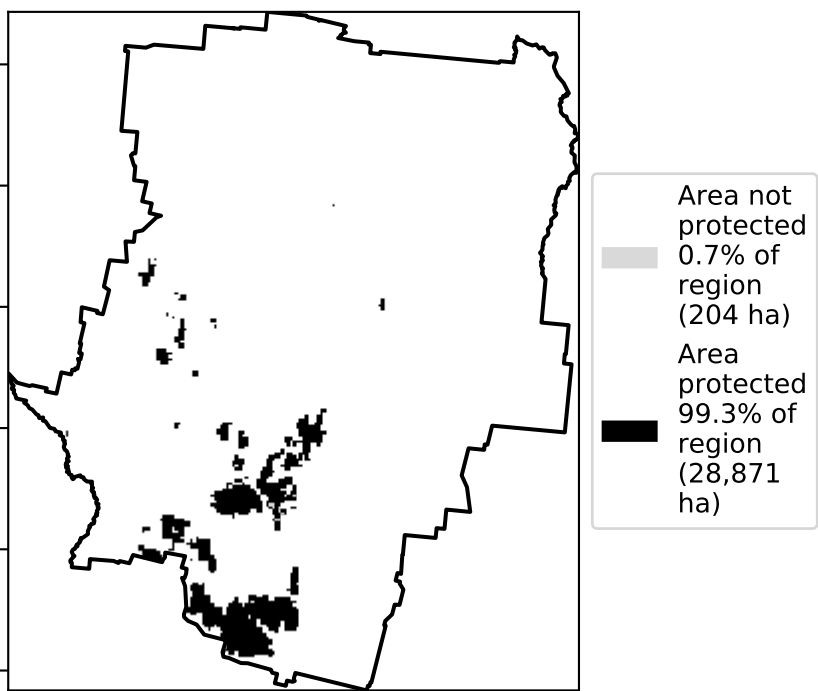 Area not
protected
0.7% of
region
(204 ha)
Area
protected
99.3% of
region
(28,871
ha)